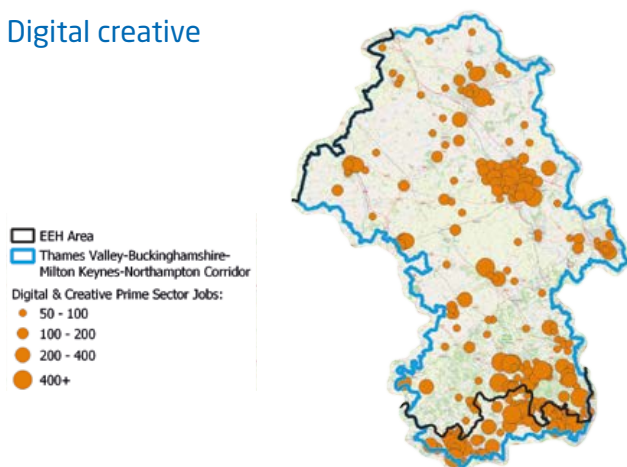 Digital creative
EEH Area
Thames Valley-Buckinghamshire-
Milton Keynes-Northampton Corridor
Digital & Creative Prime Sector Jobs:
50 - 100
100 - 200
200 - 400
400+